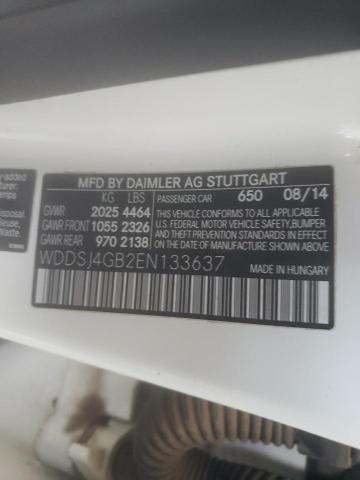 MFD BY DAIMLER AG STUTTGART
KG LBS
GVWR 2025 4464
GAWR FRONT 1055 2326
GAWR REAR 970 2138
PASSENGER CAR 650 08/14
THIS VEHICLE CONFORMS TO ALL
APPLICABLE U.S. FEDERAL MOTOR
VEHICLE SAFETY, BUMPER
AND THEFT PREVENTION STANDARDS
IN EFFECT ON THE DATE OF
MANUFACTURE SHOWN ABOVE.
WDDSJ4GB2EN133637
MADE IN HUNGARY